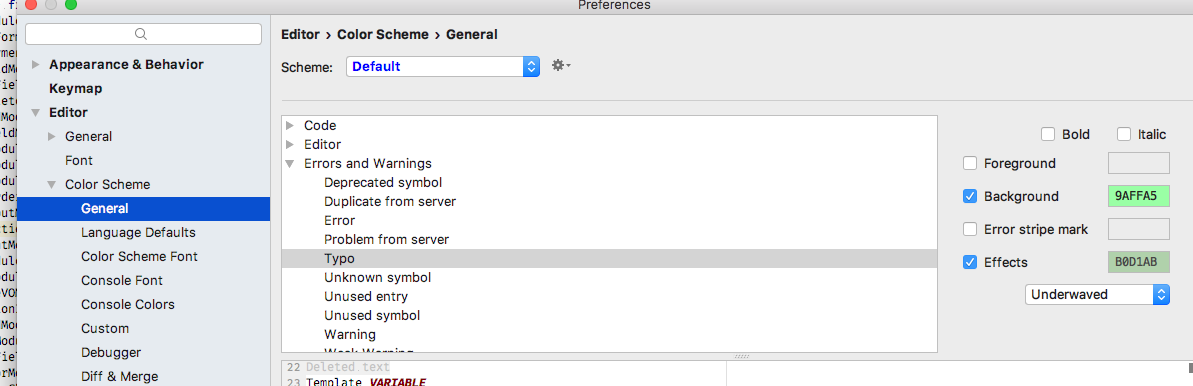 Preferences
Editor › Color Scheme › General
Scheme: Default
Appearance & Behavior
Keymap
Editor
General
Font
Color Scheme
General
Language Defaults
Color Scheme Font
Console Font
Console Colors
Custom
Debugger
Diff & Merge
Code
Editor
Errors and Warnings
Deprecated symbol
Duplicate from server
Error
Problem from server
Typo
Unknown symbol
Unused entry
Unused symbol
Warning
Weak Warning
Bold Italic
Foreground
Background 9AFFA5
Error stripe mark
Effects B0D1AB
Underwaved
22 Deleted text
23 Template VARIABLE